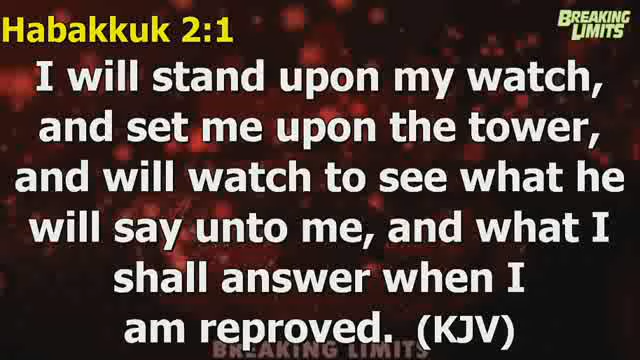 Habakkuk 2:1
BREAKING
LIMITS
I will stand upon my watch,
and set me upon the tower,
and will watch to see what he
will say unto me, and what I
shall answer when I
am reproved. (KJV)
BREAKING LIMITS